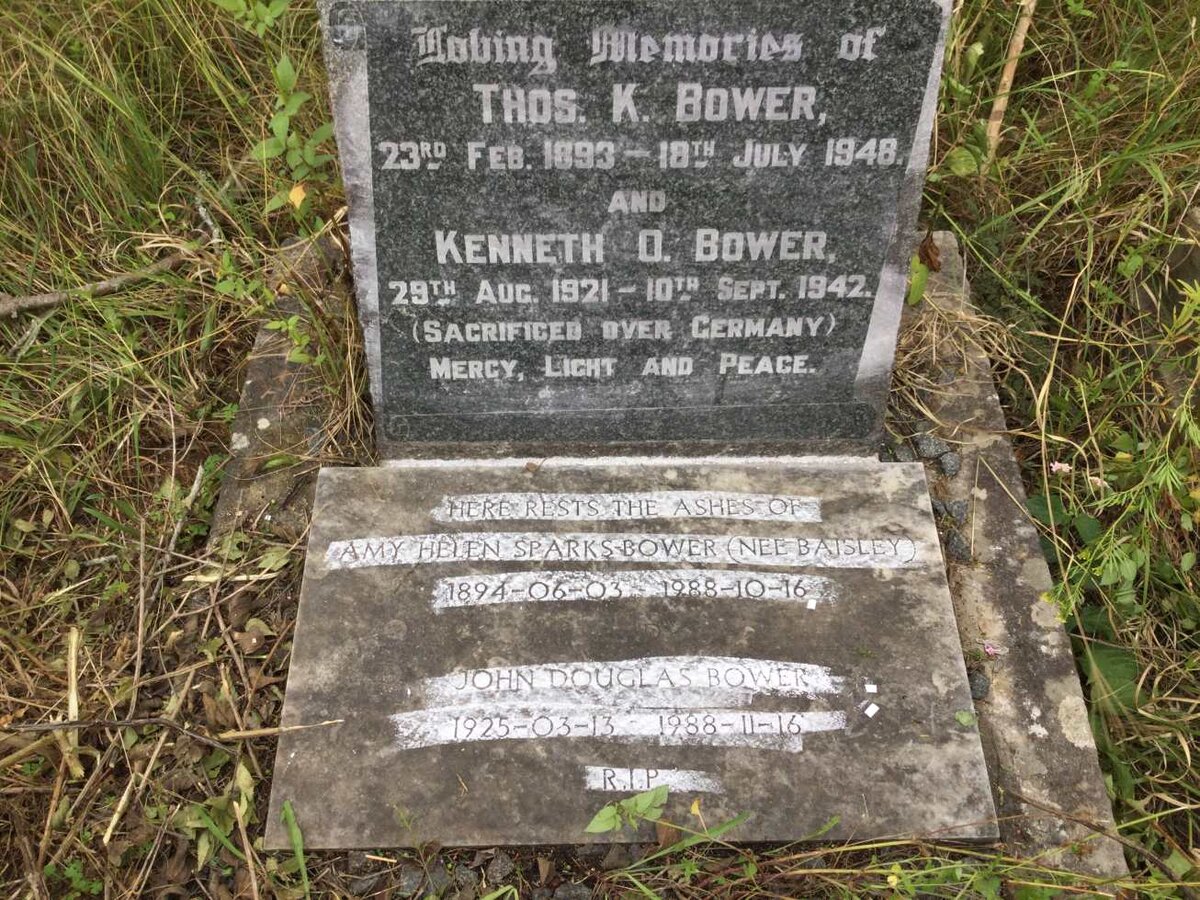 Loving Memories of
THOS. K. BOWER,
23RD FEB. 1893 – 18TH JULY 1948.
AND
KENNETH O. BOWER,
29TH AUG. 1921 – 10TH SEPT. 1942.
(SACRIFICED OVER GERMANY)
MERCY, LIGHT AND PEACE.
HERE RESTS THE ASHES OF
AMY HELEN SPARKS-BOWER (NEE BAISLEY)
1894-06-03 - 1988-10-16
JOHN DOUGLAS BOWER
1925-03-13 - 1988-11-16
R.I.P